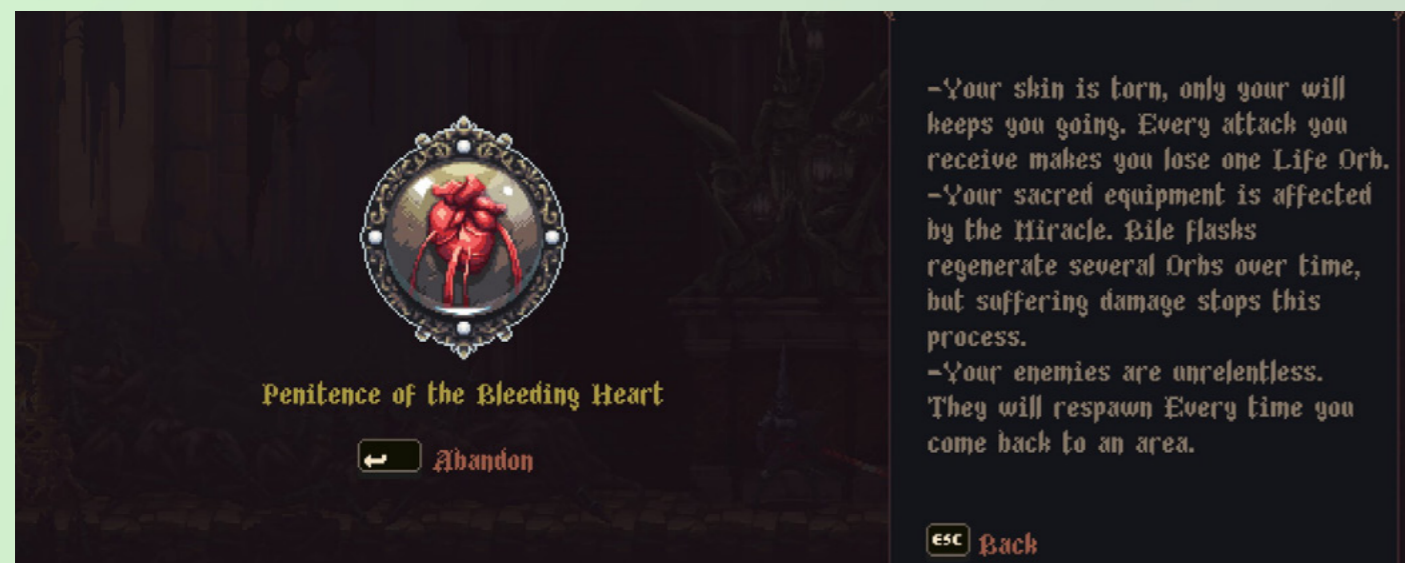 Penitence of the Bleeding Heart
Abandon
-Your skin is torn, only your will
keeps you going. Every attack you
receive makes you lose one Life Orb.
-Your sacred equipment is affected
by the Miracle. Bile flasks
regenerate several Orbs over time,
but suffering damage stops this
process.
-Your enemies are unrelentless.
They will respawn Every time you
come back to an area.
ESC Back